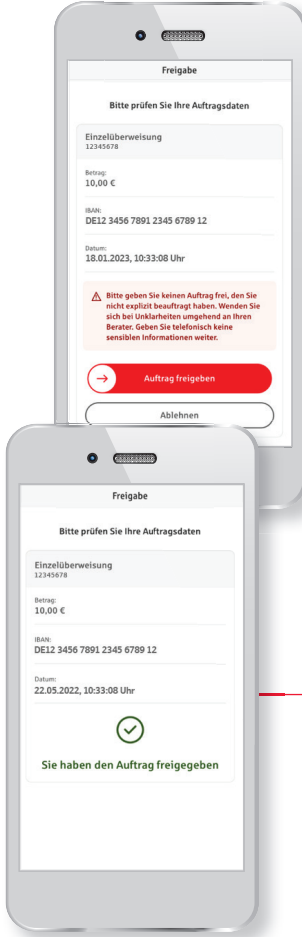 Freigabe
Bitte prüfen Sie Ihre Auftragsdaten
Einzelüberweisung
12345678
Betrag:
10,00 €
IBAN:
DE12 3456 7891 2345 6789 12
Datum:
18.01.2023, 10:33:08 Uhr
Bitte geben Sie keinen Auftrag frei, den Sie
nicht explizit beauftragt haben. Wenden Sie
sich bei Unklarheiten umgehend an Ihren
Berater. Geben Sie telefonisch keine
sensiblen Informationen weiter.
Auftrag freigeben
Ablehnen
Freigabe
Bitte prüfen Sie Ihre Auftragsdaten
Einzelüberweisung
12345678
Betrag:
10,00 €
IBAN:
DE12 3456 7891 2345 6789 12
Datum:
22.05.2022, 10:33:08 Uhr
Sie haben den Auftrag freigegeben